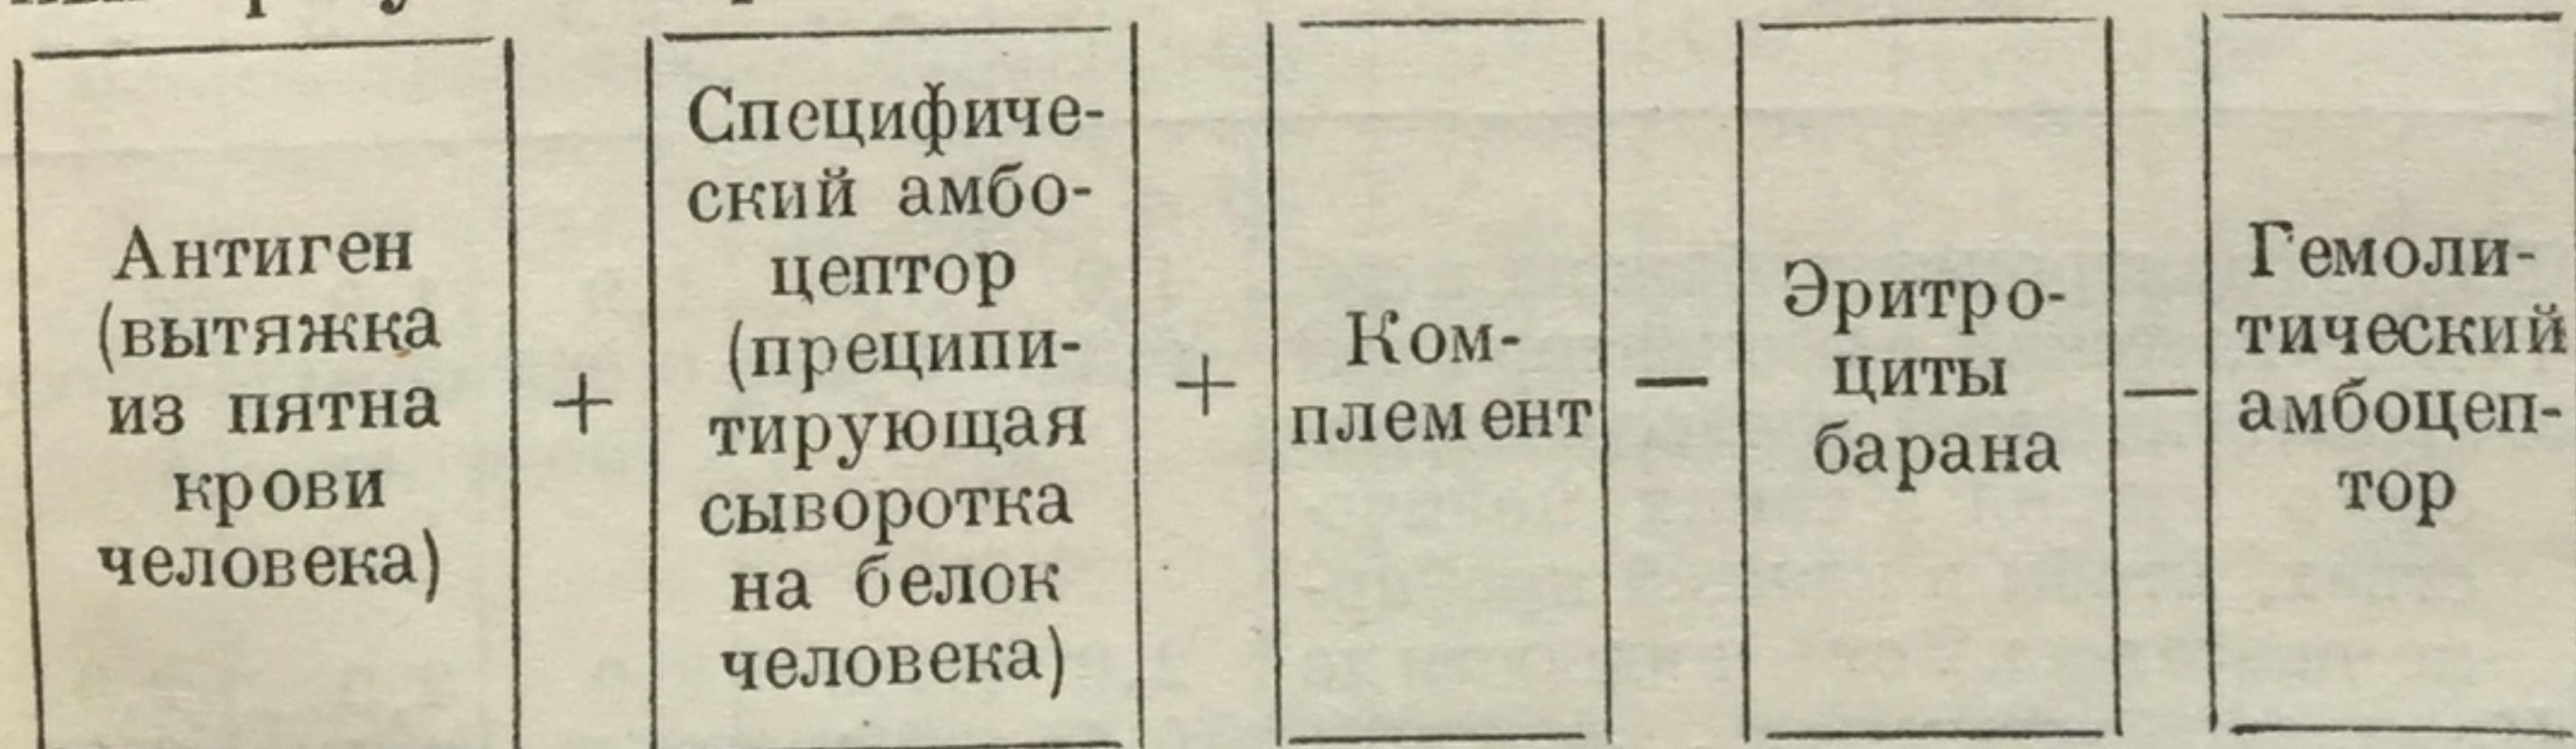 Антиген
(вытяжка
из пятна
крови
человека)
+
Специфиче-
ский амбо-
цептор
(преципи-
тирующая
сыворотка
на белок
человека)
+
Ком-
племент
—
Эритро-
циты
барана
—
Гемоли-
тический
амбоцеп-
тор